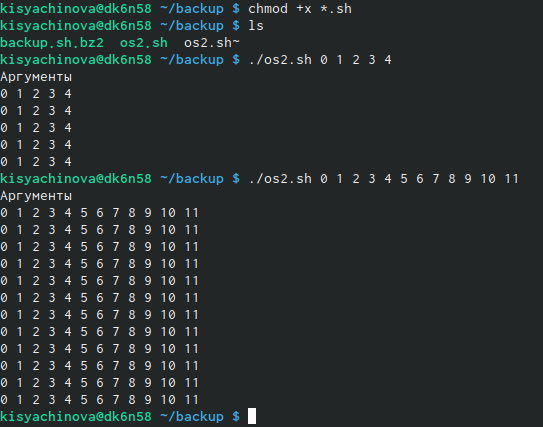 kisyachinova@dk6n58 ~/backup $ chmod +x *.sh
kisyachinova@dk6n58 ~/backup $ ls
backup.sh.bz2  os2.sh  os2.sh~
kisyachinova@dk6n58 ~/backup $ ./os2.sh 0 1 2 3 4
Аргументы
0 1 2 3 4
0 1 2 3 4
0 1 2 3 4
0 1 2 3 4
0 1 2 3 4
kisyachinova@dk6n58 ~/backup $ ./os2.sh 0 1 2 3 4 5 6 7 8 9 10 11
Аргументы
0 1 2 3 4 5 6 7 8 9 10 11
0 1 2 3 4 5 6 7 8 9 10 11
0 1 2 3 4 5 6 7 8 9 10 11
0 1 2 3 4 5 6 7 8 9 10 11
0 1 2 3 4 5 6 7 8 9 10 11
0 1 2 3 4 5 6 7 8 9 10 11
0 1 2 3 4 5 6 7 8 9 10 11
0 1 2 3 4 5 6 7 8 9 10 11
0 1 2 3 4 5 6 7 8 9 10 11
0 1 2 3 4 5 6 7 8 9 10 11
0 1 2 3 4 5 6 7 8 9 10 11
0 1 2 3 4 5 6 7 8 9 10 11
kisyachinova@dk6n58 ~/backup $